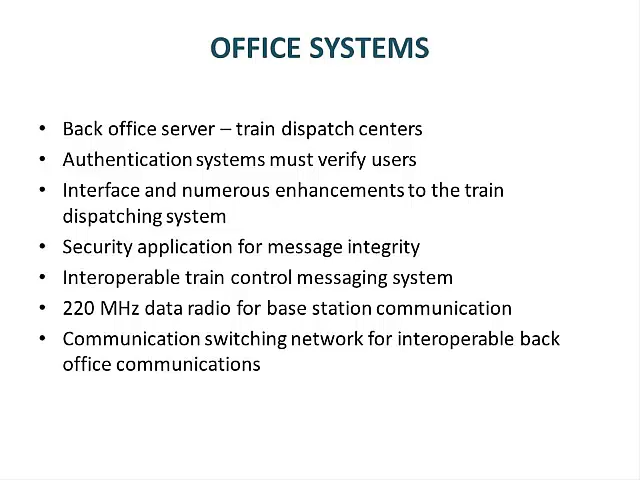 OFFICE SYSTEMS
• Back office server – train dispatch centers
• Authentication systems must verify users
• Interface and numerous enhancements to the train
dispatching system
• Security application for message integrity
• Interoperable train control messaging system
• 220 MHz data radio for base station communication
• Communication switching network for interoperable back
office communications